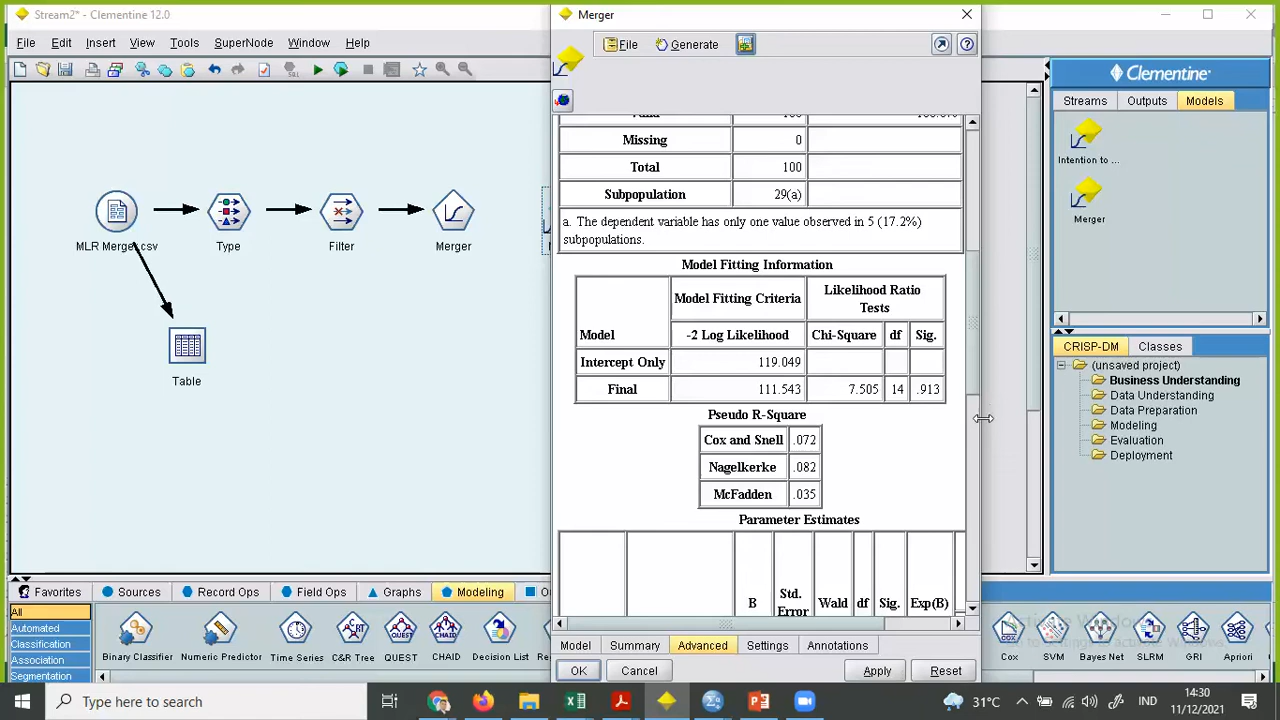 Stream2* - Clementine 12.0
File Edit Insert View Tools SuperNode Window Help
MLR Merger.csv
Type
Filter
Merger
Table
Merger
File Generate
Valid
Missing 0
Total 100
Subpopulation 29(a)
a. The dependent variable has only one value observed in 5 (17.2%)
subpopulations.
Model Fitting Information
Model Fitting Criteria
Likelihood Ratio
Tests
Model -2 Log Likelihood Chi-Square df Sig.
Intercept Only 119.049
Final 111.543 7.505 14 .913
Pseudo R-Square
Cox and Snell .072
Nagelkerke .082
McFadden .035
Parameter Estimates
B Std.
Error Wald df Sig. Exp(B)
Model Summary Advanced Settings Annotations
OK Cancel Apply Reset
Clementine
Streams Outputs Models
Intention to ...
Merger
CRISP-DM Classes
(unsaved project)
Business Understanding
Data Understanding
Data Preparation
Modeling
Evaluation
Deployment
Favorites Sources Record Ops Field Ops Graphs Modeling
All
Automated
Classification
Association
Segmentation
Binary Classifier Numeric Predictor Time Series C&R Tree QUEST CHAID Decision List
Cox SVM Bayes Net SLRM GRI Apriori
Type here to search
31°C
IND
14:30
11/12/2021